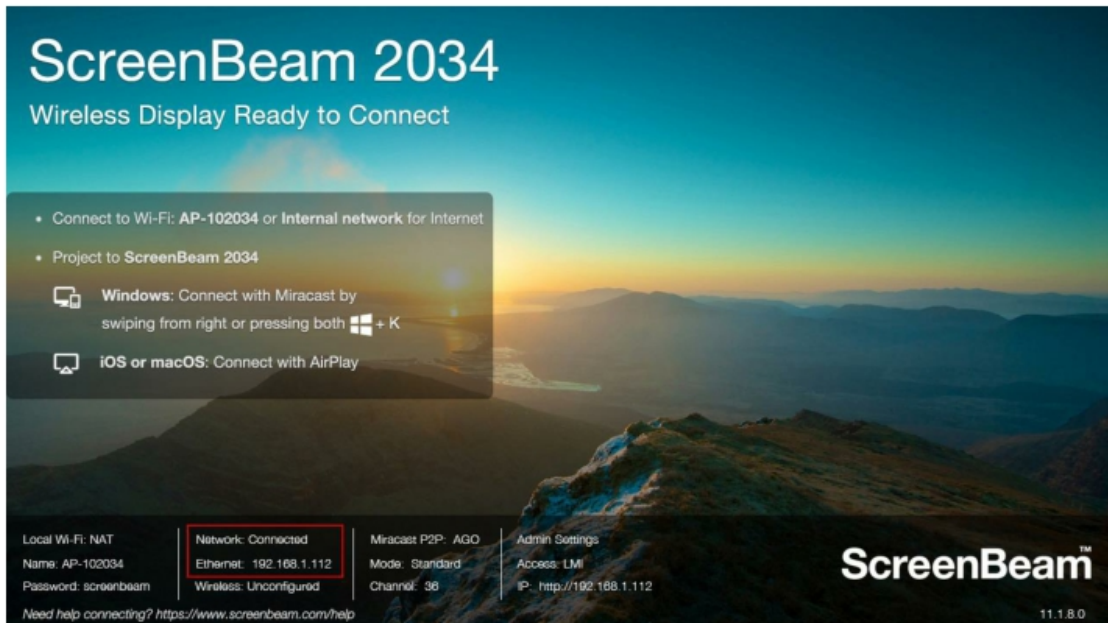 ScreenBeam 2034
Wireless Display Ready to Connect
• Connect to Wi-Fi: AP-102034 or Internal network for Internet
• Project to ScreenBeam 2034
Windows: Connect with Miracast by
swiping from right or pressing both + K
iOS or macOS: Connect with AirPlay
Local Wi-Fi: NAT
Name: AP-102034
Password: screenbeam
Network: Connected
Ethernet: 192.168.1.112
Wireless: Unconfigured
Miracast P2P: AGO
Mode: Standard
Channel: 36
Admin Settings
Access: LMI
IP: http://192.168.1.112
Need help connecting? https://www.screenbeam.com/help
ScreenBeam™
11.1.8.0